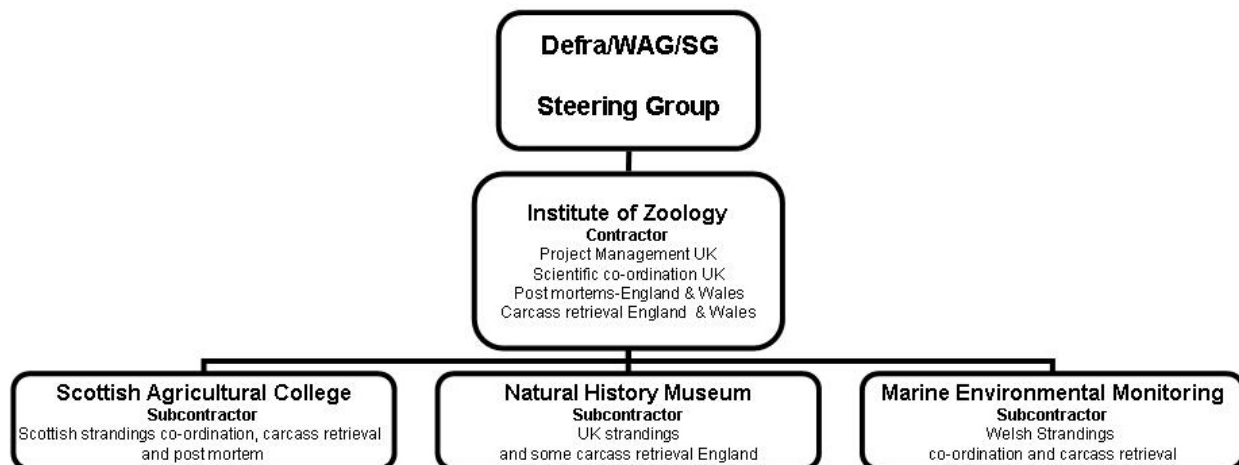 Defra/WAG/SG
Steering Group
Institute of Zoology
Contractor
Project Management UK
Scientific co-ordination UK
Post mortems-England & Wales
Carcass retrieval England & Wales
Scottish Agricultural College
Subcontractor
Scottish strandings co-ordination, carcass retrieval
and post mortem
Natural History Museum
Subcontractor
UK strandings
and some carcass retrieval England
Marine Environmental Monitoring
Subcontractor
Welsh Strandings
co-ordination and carcass retrieval